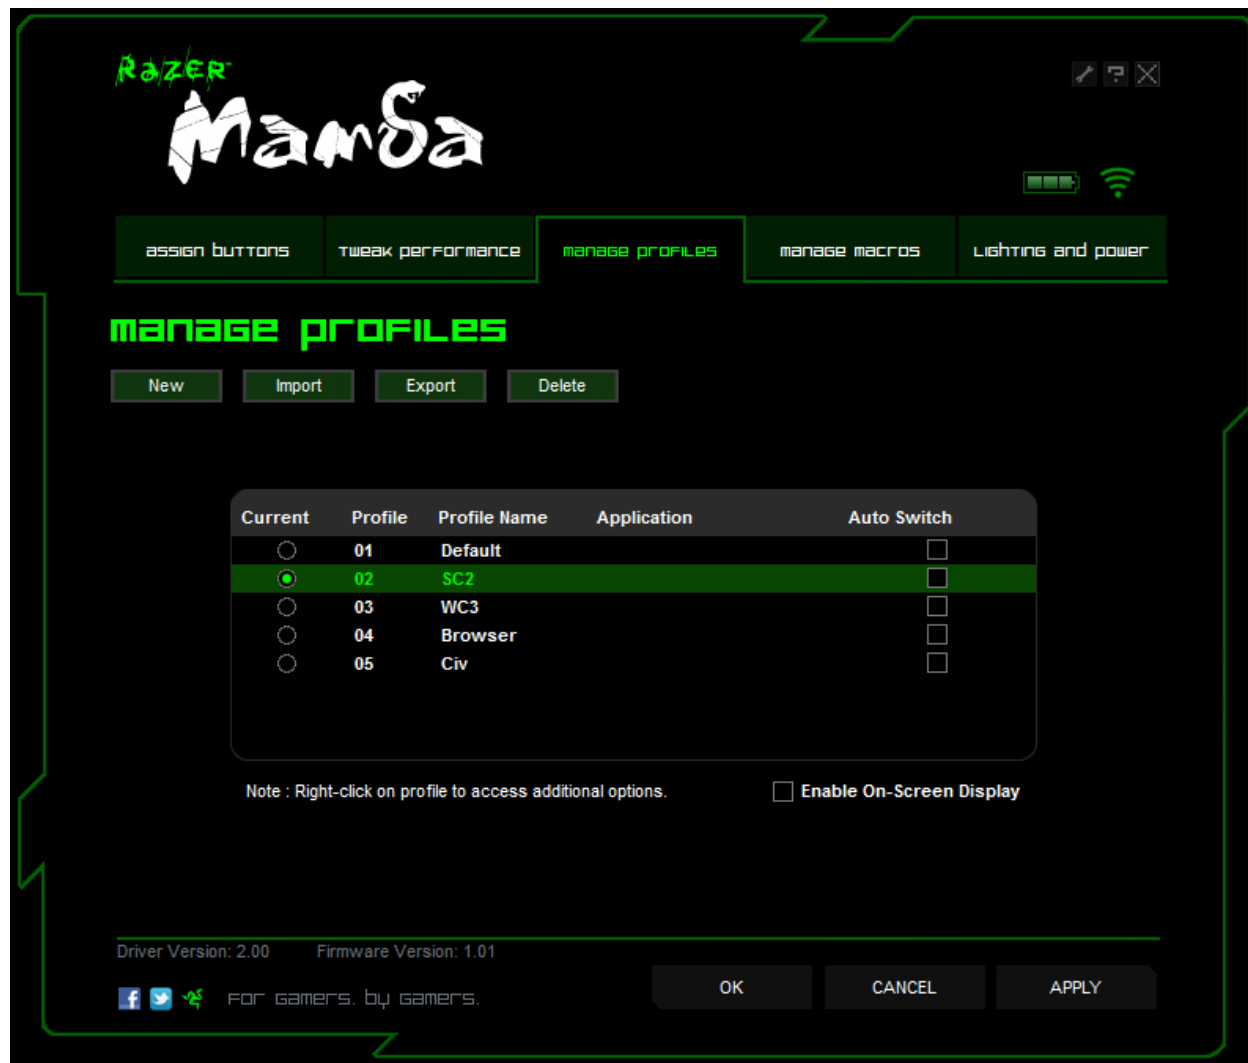 RAZER™
Mamba
assign buttons tweak performance manage profiles manage macros Lighting and power
manage profiles
New Import Export Delete
Current Profile Profile Name Application Auto Switch
01 Default
02 SC2
03 WC3
04 Browser
05 Civ
Note : Right-click on profile to access additional options. Enable On-Screen Display
Driver Version: 2.00 Firmware Version: 1.01
For Gamers. by Gamers. OK CANCEL APPLY